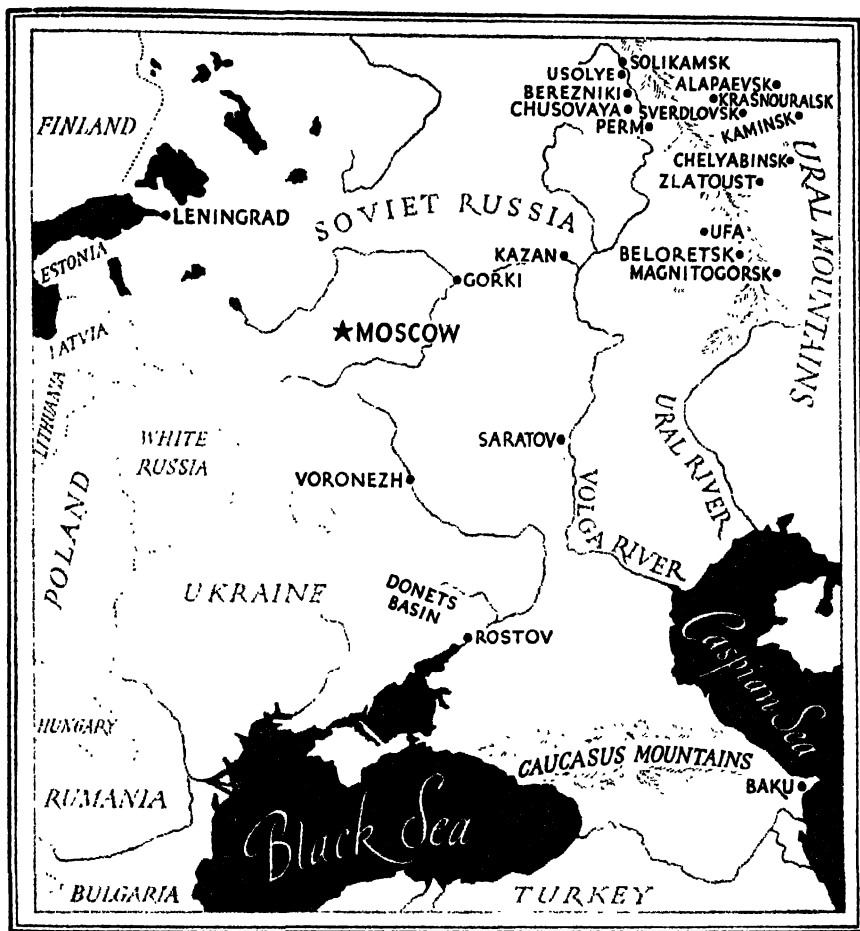 SOLIKAMSK
USOLYE
ALAPAEVSK
BEREZNIKI
KRASNOURALSK
CHUSOVAYA
SVERDLOVSK
KAMINSK
PERM
FINLAND
CHELYABINSK
ZLATOUST
URAL MOUNTAINS
LENINGRAD
SOVIET RUSSIA
UFA
ESTONIA
KAZAN
BELORETSK
GORKI
MAGNITOGORSK
MOSCOW
LATVIA
LITHUANIA
WHITE
RUSSIA
SARATOV
URAL RIVER
VORONEZH
VOLGA RIVER
POLAND
UKRAINE
DONETS
BASIN
ROSTOV
Caspian Sea
HUNGARY
CAUCASUS MOUNTAINS
RUMANIA
BAKU
Black Sea
BULGARIA
TURKEY